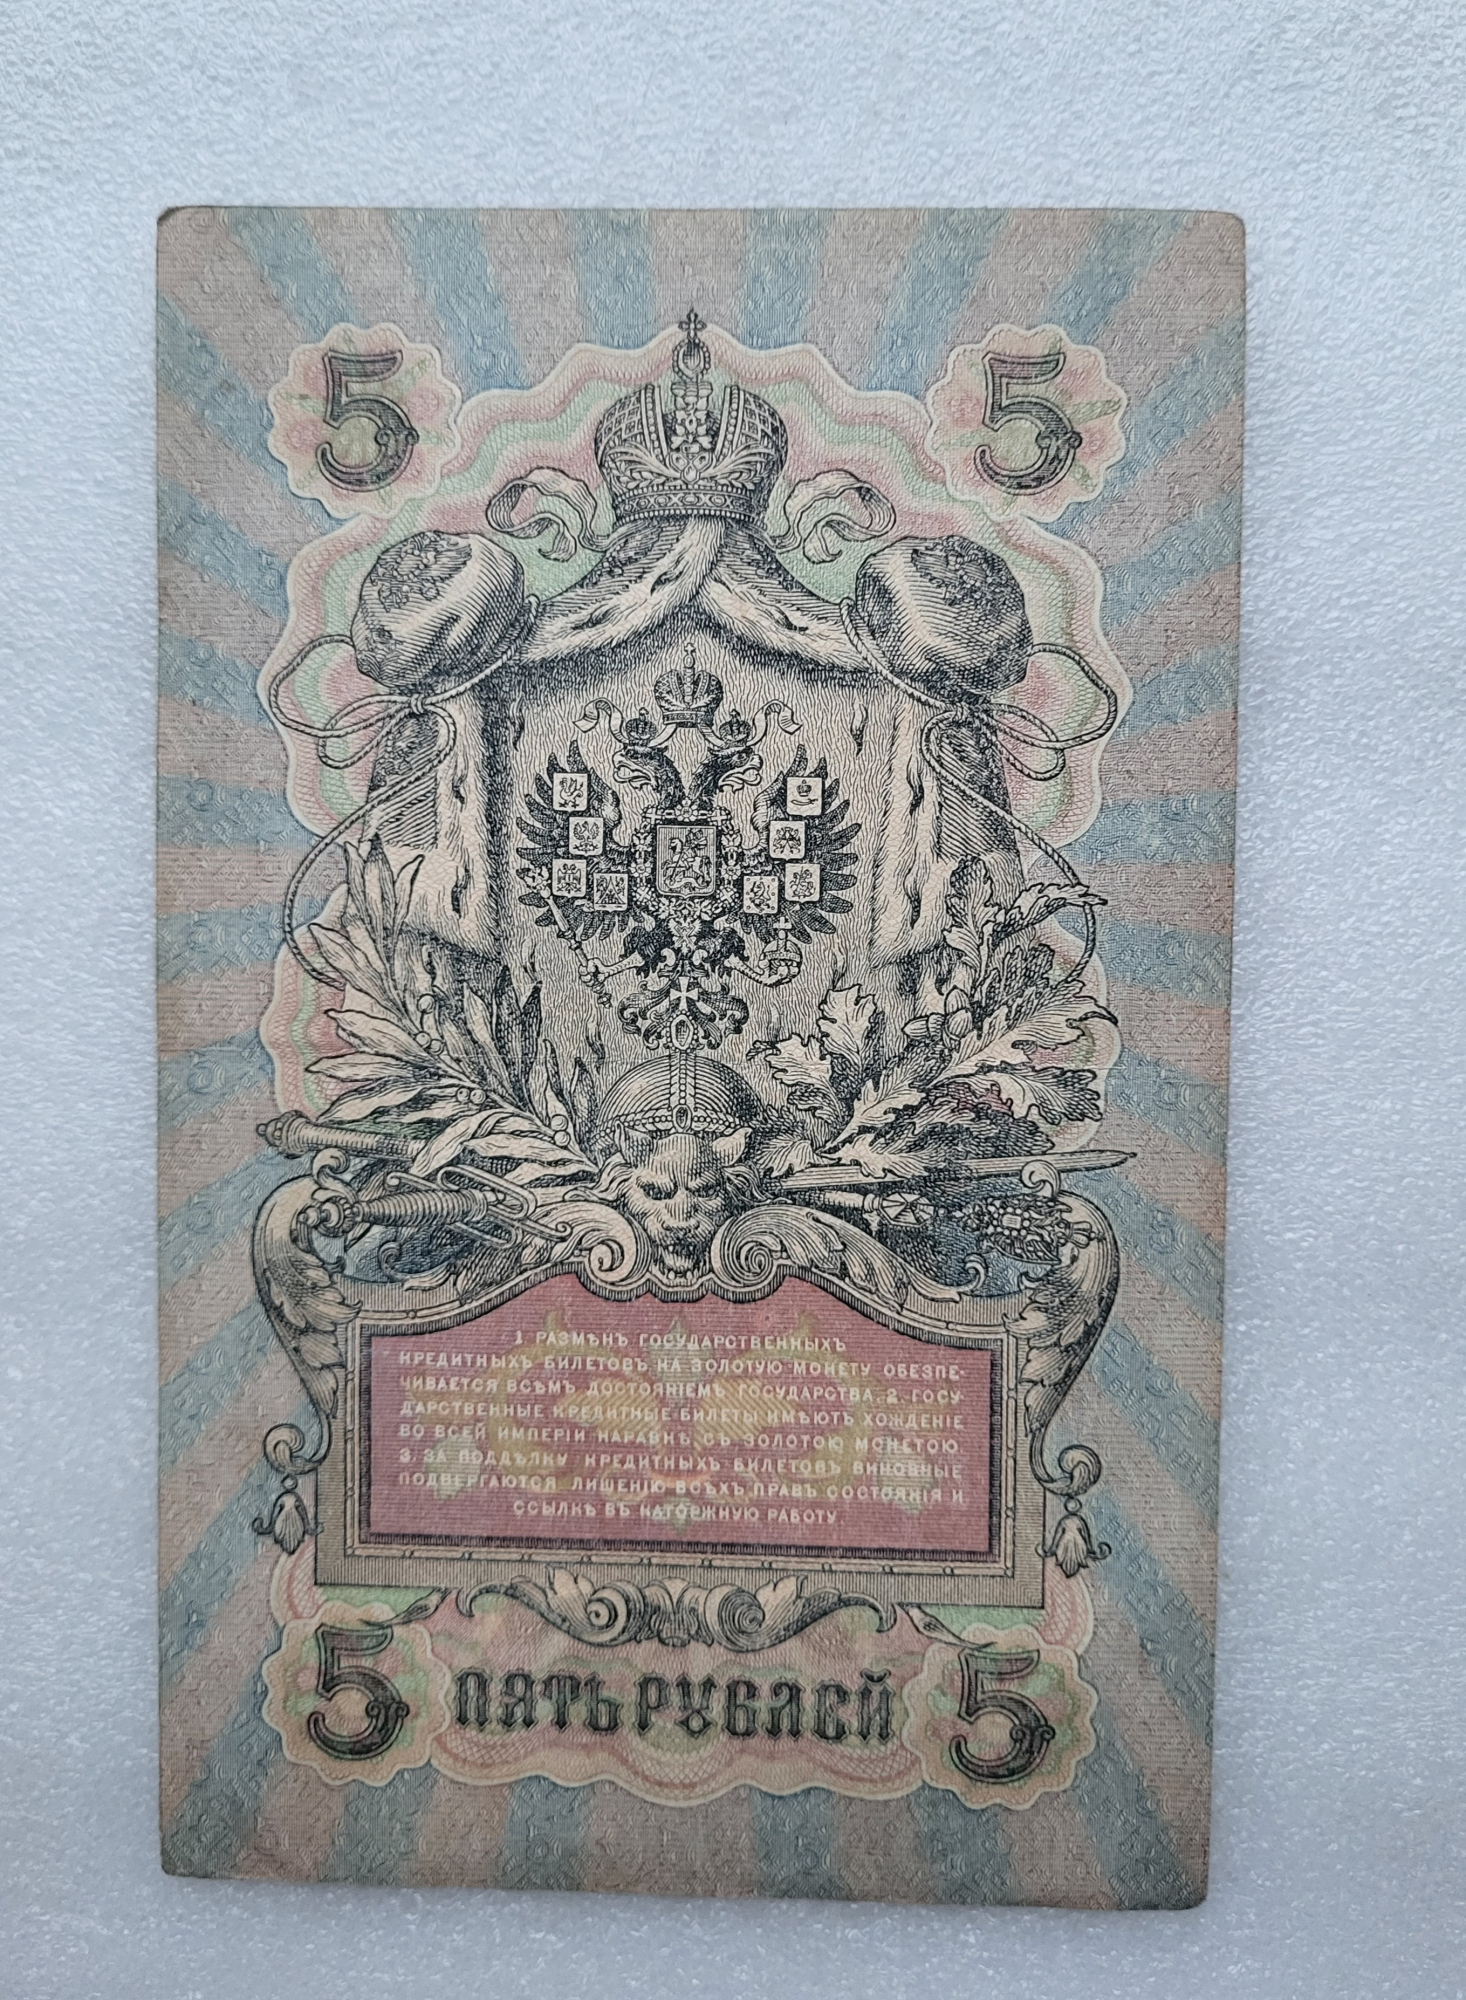 5 5
1 РАЗМѢНЪ ГОСУДАРСТВЕННЫХЪ
КРЕДИТНЫХЪ БИЛЕТОВЪ НА ЗОЛОТУЮ МОНЕТУ ОБЕЗПЕ-
ЧИВАЕТСЯ ВСѢМЪ ДОСТОЯНІЕМЪ ГОСУДАРСТВА. 2. ГОСУ-
ДАРСТВЕННЫЕ КРЕДИТНЫЕ БИЛЕТЫ ИМѢЮТЪ ХОЖДЕНІЕ
ВО ВСЕЙ ИМПЕРІИ НАРАВНѢ СЪ ЗОЛОТОЮ МОНЕТОЮ.
3. ЗА ПОДДѢЛКУ КРЕДИТНЫХЪ БИЛЕТОВЪ ВИНОВНЫЕ
ПОДВЕРГАЮТСЯ ЛИШЕНІЮ ВСѢХЪ ПРАВЪ СОСТОЯНІЯ И
ССЫЛКѢ ВЪ КАТОРЖНУЮ РАБОТУ.
5 ПЯТЬ РУБЛЕЙ 5